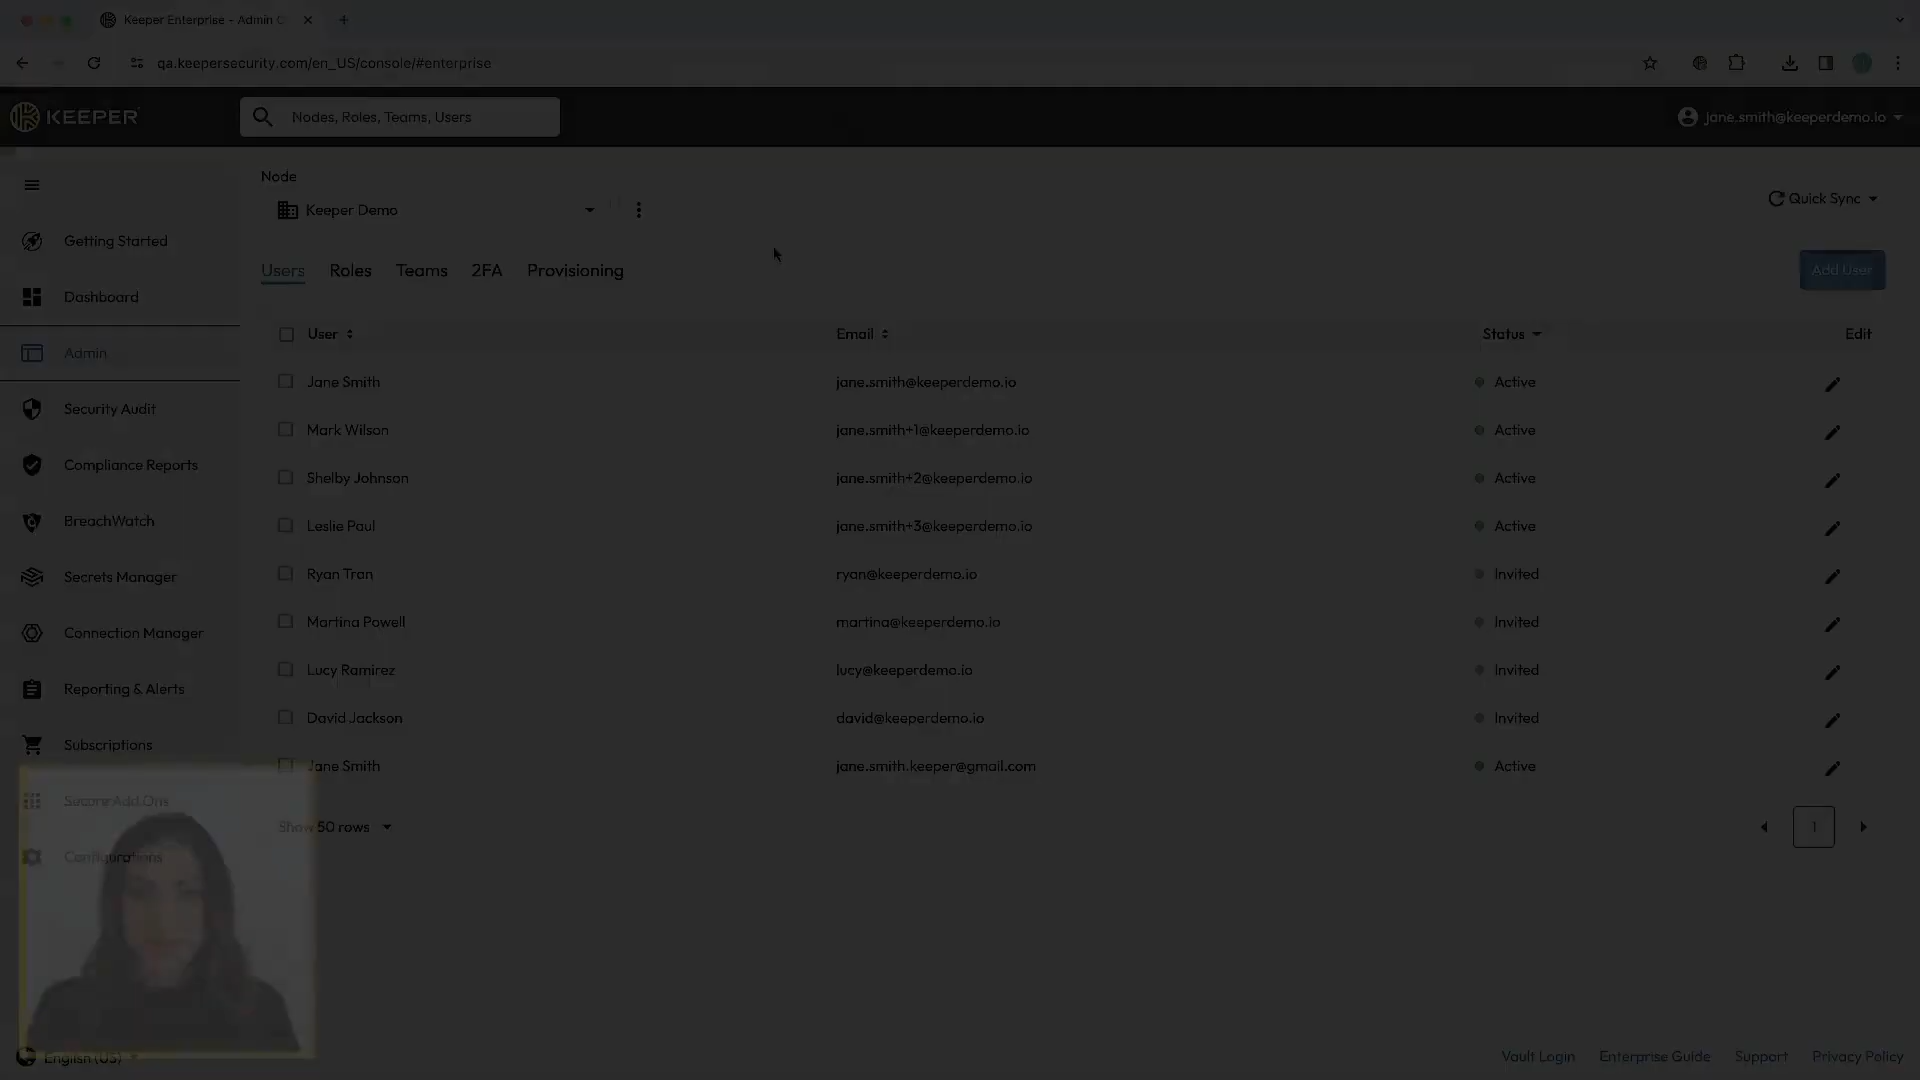 Keeper Enterprise - Admin C
qa.keepersecurity.com/en_US/console/#enterprise
KEEPER
Nodes, Roles, Teams, Users
jane.smith@keeperdemo.io
Node
Keeper Demo
Quick Sync
Getting Started
Dashboard
Admin
Security Audit
Compliance Reports
BreachWatch
Secrets Manager
Connection Manager
Reporting & Alerts
Subscriptions
Secure Add Ons
Configurations
English (US)
Users Roles Teams 2FA Provisioning
Add User
User Email Status Edit
Jane Smith jane.smith@keeperdemo.io Active
Mark Wilson jane.smith+1@keeperdemo.io Active
Shelby Johnson jane.smith+2@keeperdemo.io Active
Leslie Paul jane.smith+3@keeperdemo.io Active
Ryan Tran ryan@keeperdemo.io Invited
Martina Powell martina@keeperdemo.io Invited
Lucy Ramirez lucy@keeperdemo.io Invited
David Jackson david@keeperdemo.io Invited
Jane Smith jane.smith.keeper@gmail.com Active
Show 50 rows
1
Vault Login Enterprise Guide Support Privacy Policy